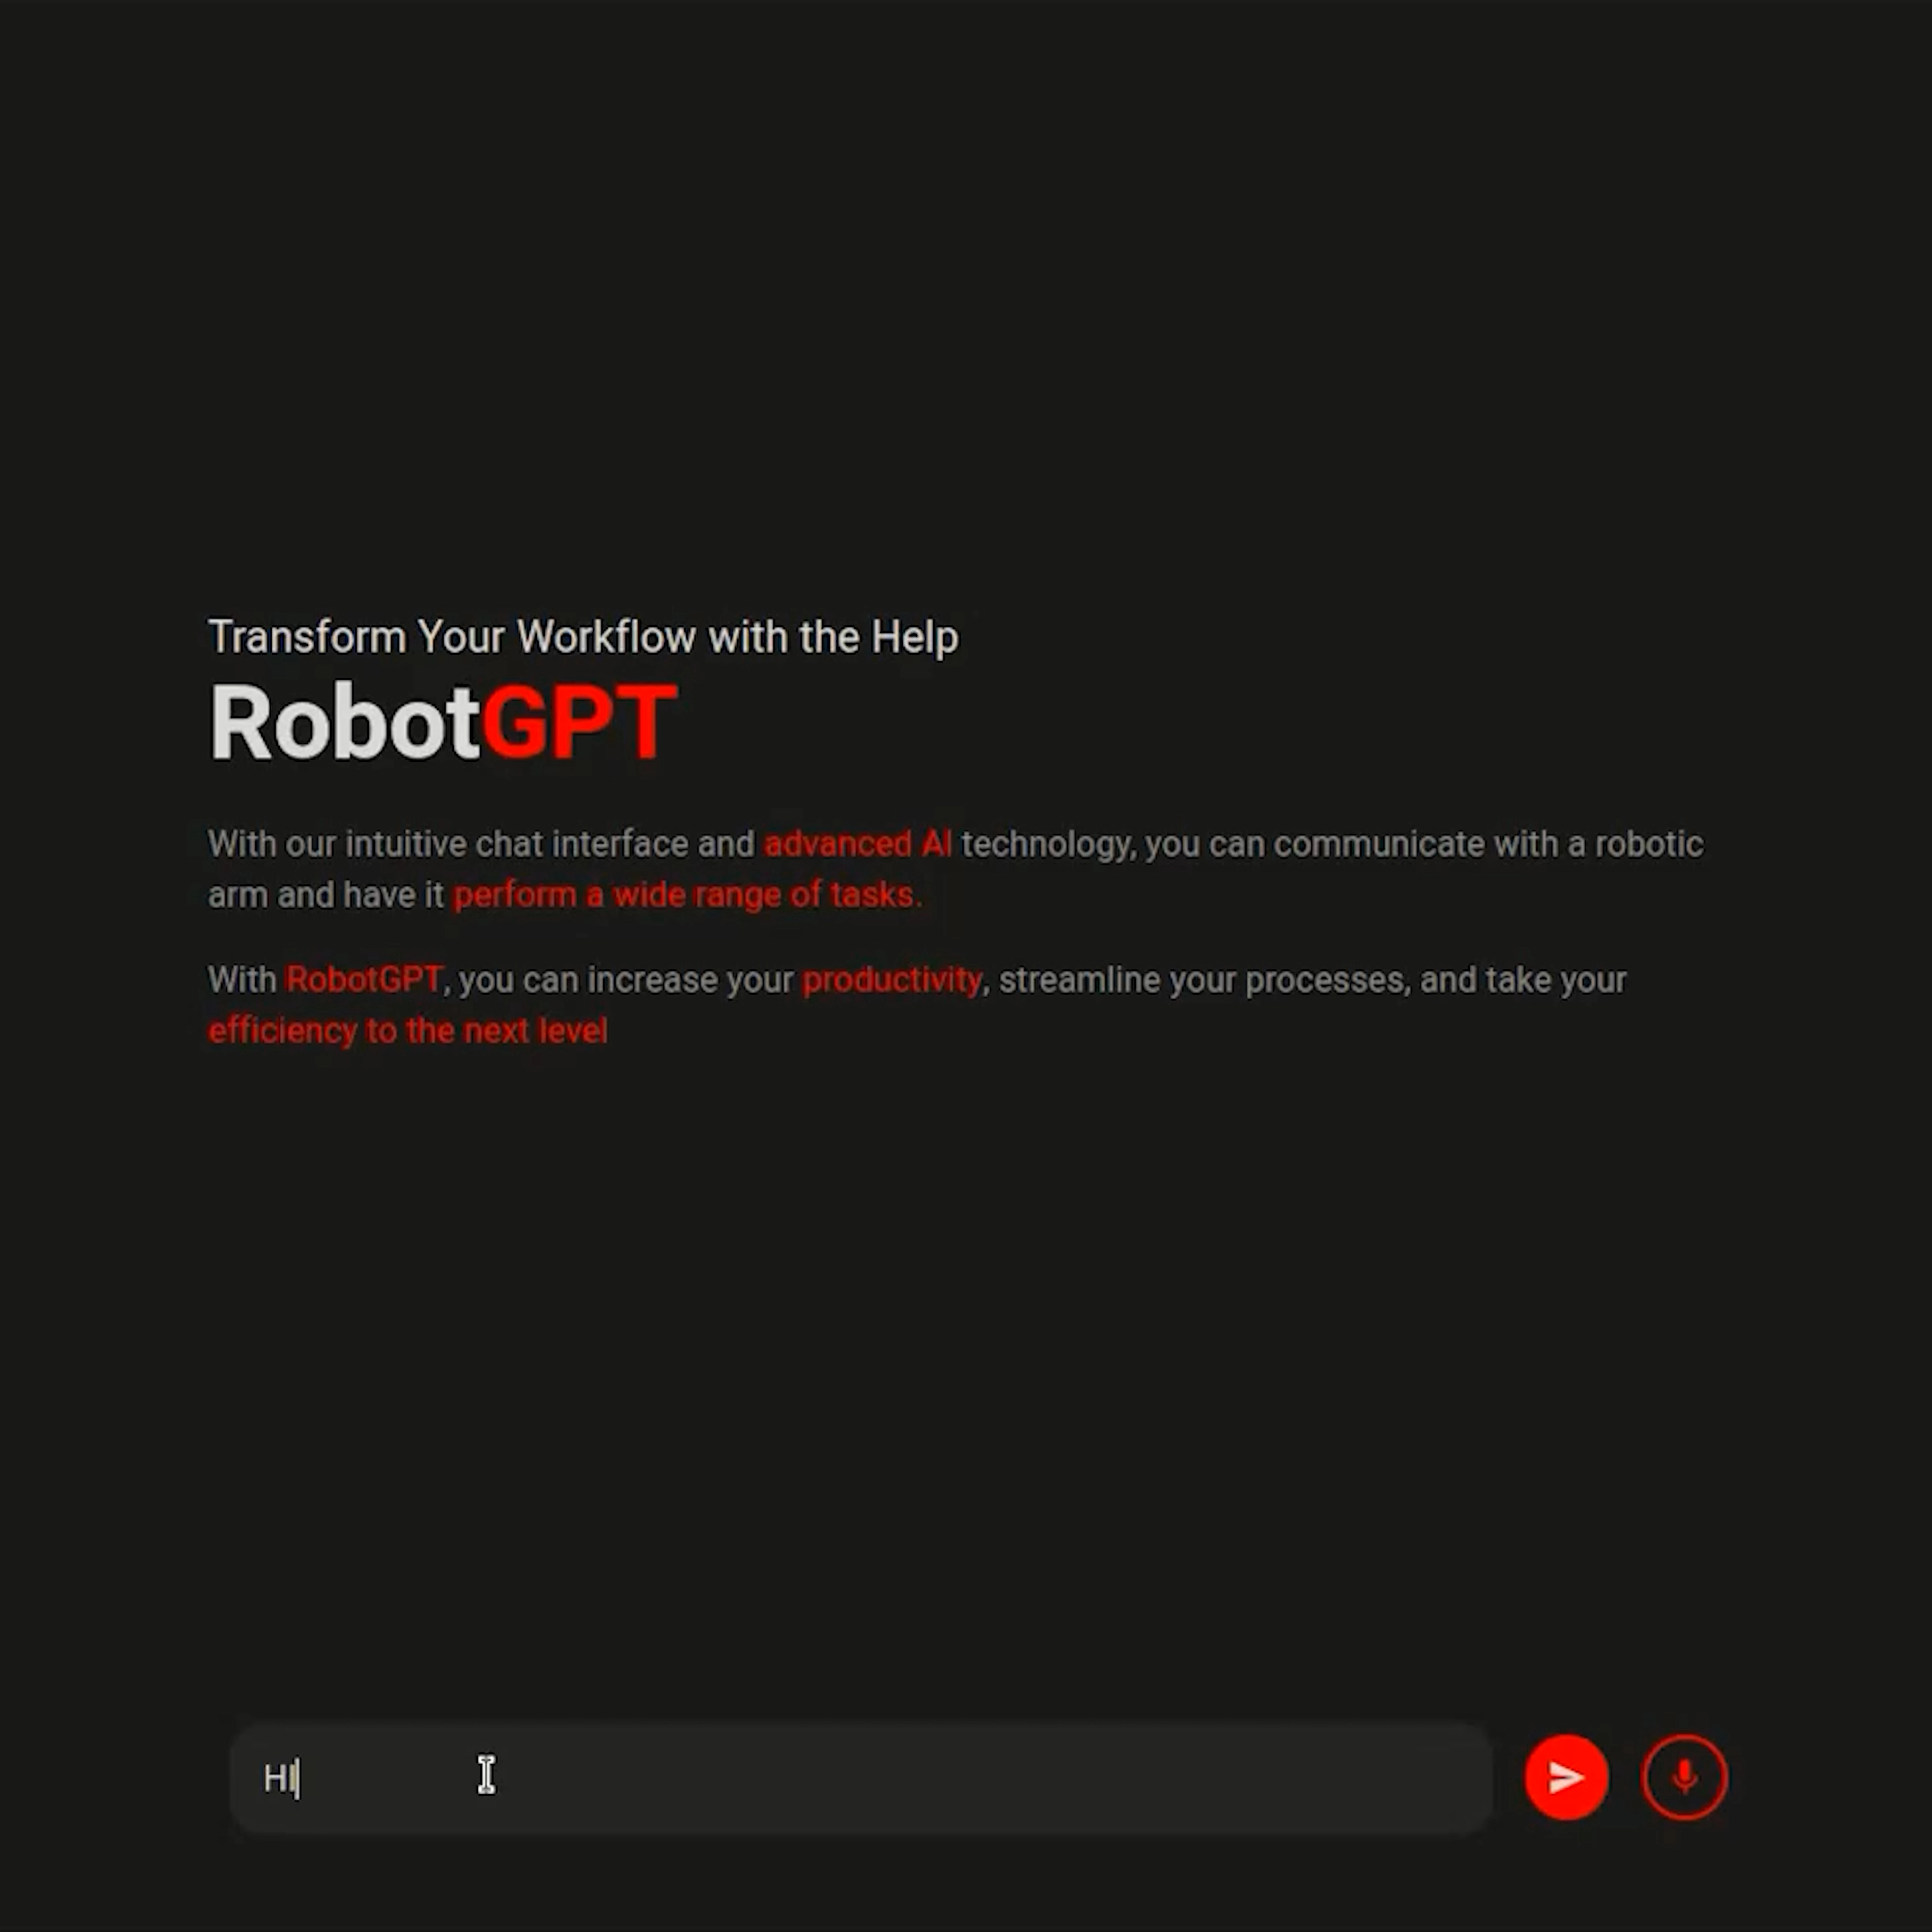 Transform Your Workflow with the Help
RobotGPT
With our intuitive chat interface and advanced AI technology, you can communicate with a robotic
arm and have it perform a wide range of tasks.
With RobotGPT, you can increase your productivity, streamline your processes, and take your
efficiency to the next level
HI